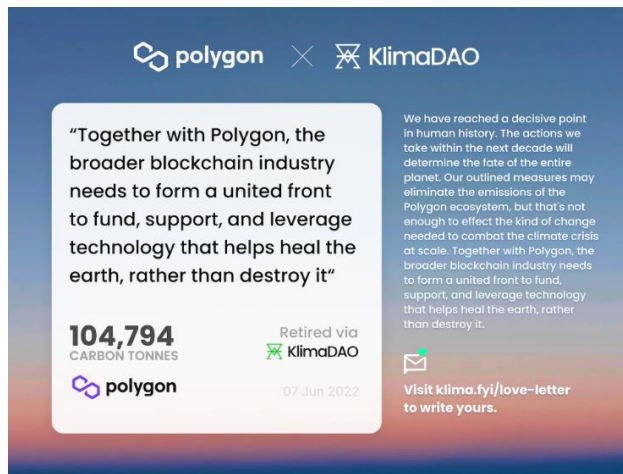 polygon × KlimaDAO
“Together with Polygon, the
broader blockchain industry
needs to form a united front
to fund, support, and leverage
technology that helps heal the
earth, rather than destroy it“
104,794
CARBON TONNES
polygon
Retired via
KlimaDAO
07 Jun 2022
We have reached a decisive point
in human history. The actions we
take within the next decade will
determine the fate of the entire
planet. Our outlined measures may
eliminate the emissions of the
Polygon ecosystem, but that's not
enough to effect the kind of change
needed to combat the climate crisis
at scale. Together with Polygon, the
broader blockchain industry needs
to form a united front to fund,
support, and leverage technology
that helps heal the earth, rather
than destroy it.
Visit klima.fyi/love-letter
to write yours.